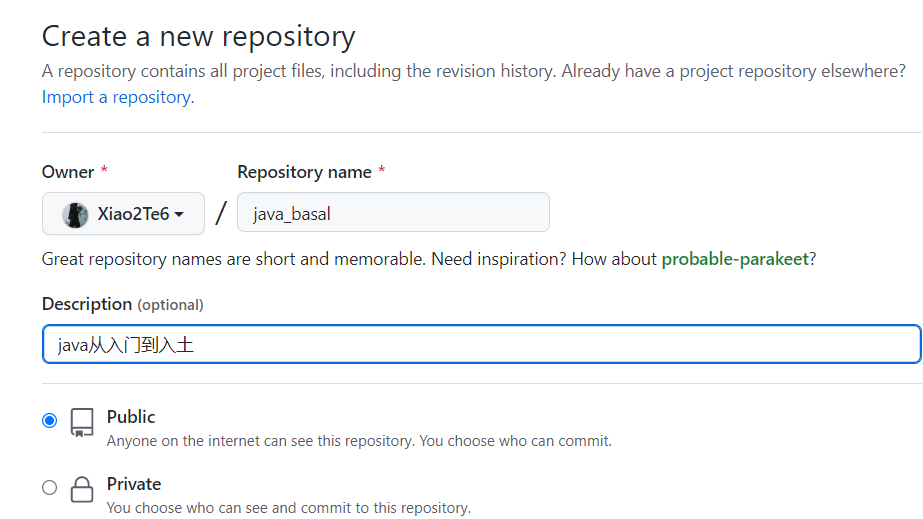 Create a new repository
A repository contains all project files, including the revision history. Already have a project repository elsewhere?
Import a repository.
Owner * Repository name *
Xiao2Te6 / java_basal
Great repository names are short and memorable. Need inspiration? How about probable-parakeet?
Description (optional)
java从入门到入土
Public
Anyone on the internet can see this repository. You choose who can commit.
Private
You choose who can see and commit to this repository.